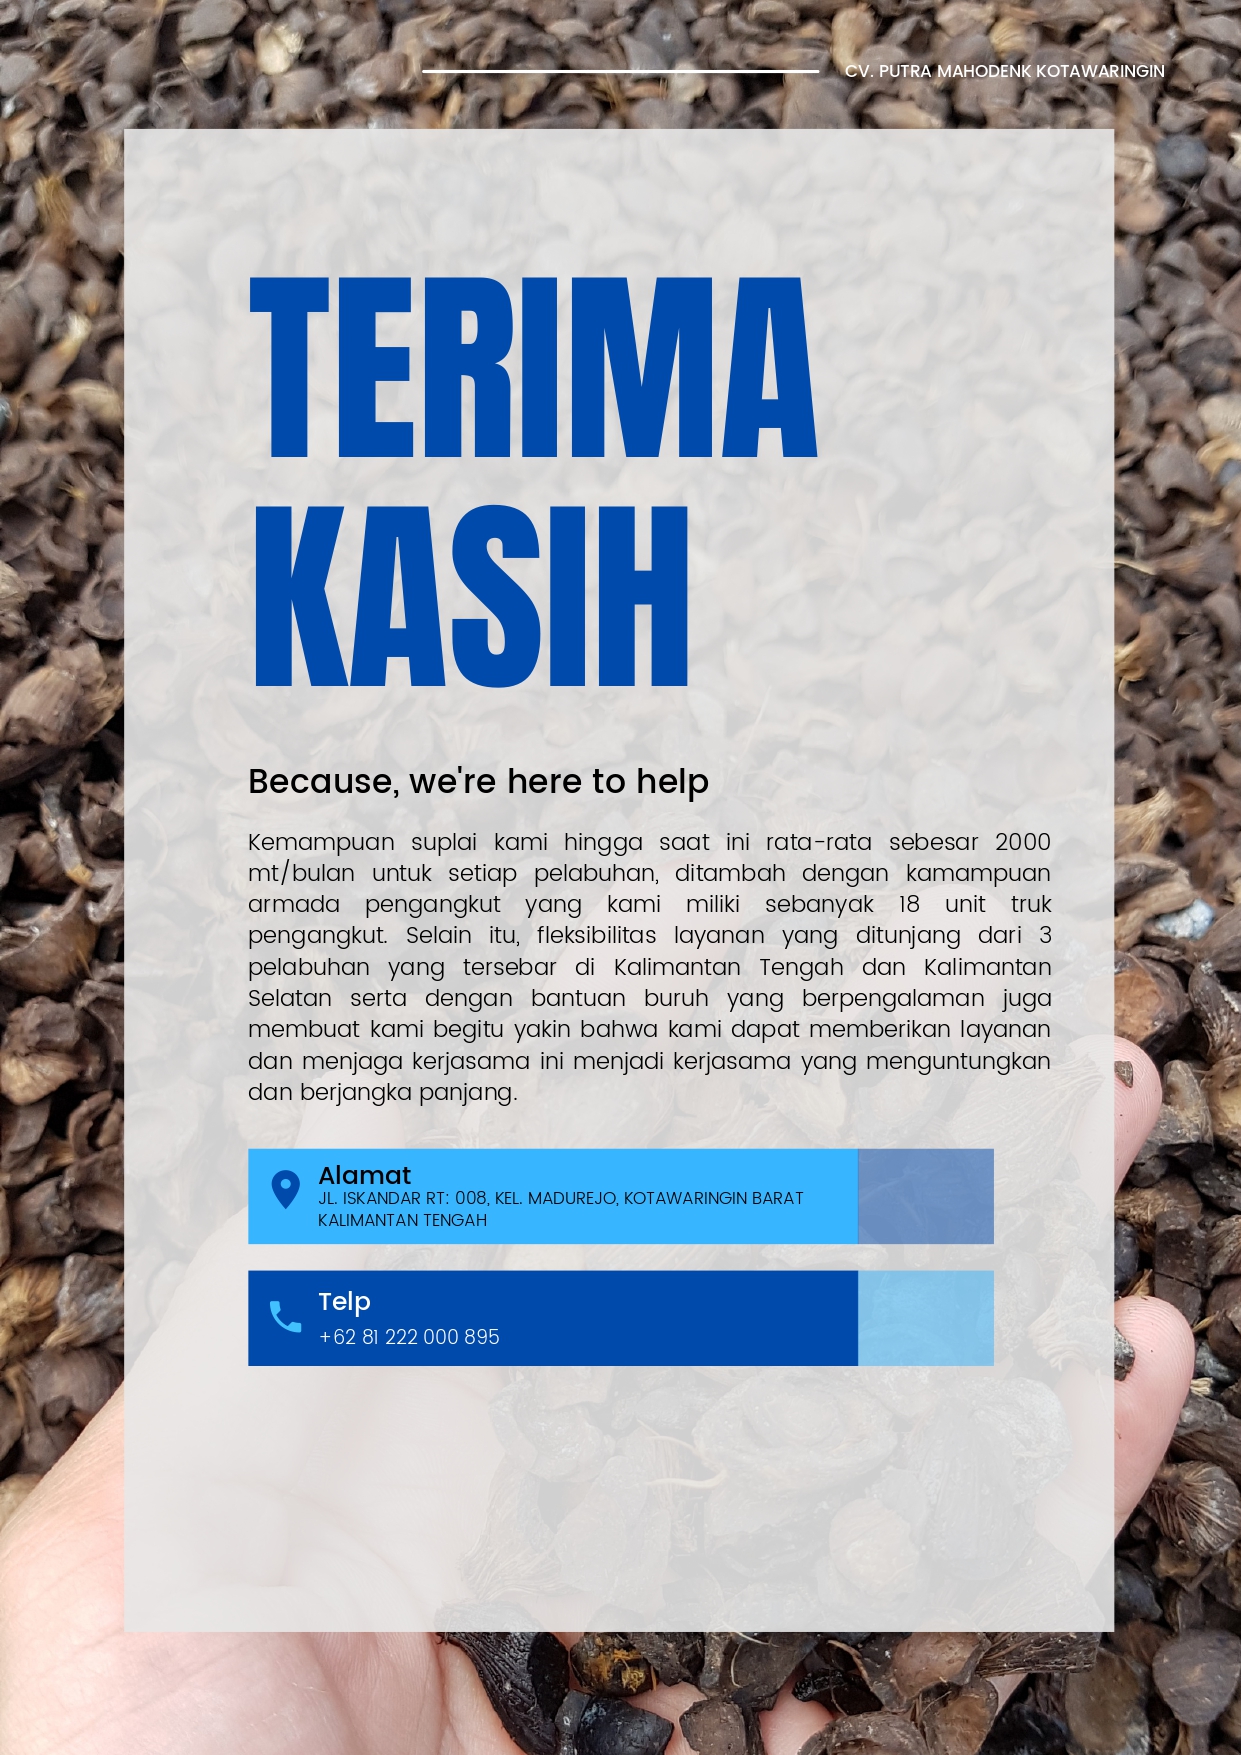 CV. PUTRA MAHODENK KOTAWARINGIN
TERIMA
KASIH
Because, we're here to help
Kemampuan suplai kami hingga saat ini rata-rata sebesar 2000
mt/bulan untuk setiap pelabuhan, ditambah dengan kamampuan
armada pengangkut yang kami miliki sebanyak 18 unit truk
pengangkut. Selain itu, fleksibilitas layanan yang ditunjang dari 3
pelabuhan yang tersebar di Kalimantan Tengah dan Kalimantan
Selatan serta dengan bantuan buruh yang berpengalaman juga
membuat kami begitu yakin bahwa kami dapat memberikan layanan
dan menjaga kerjasama ini menjadi kerjasama yang menguntungkan
dan berjangka panjang.
Alamat
JL. ISKANDAR RT: 008, KEL. MADUREJO, KOTAWARINGIN BARAT
KALIMANTAN TENGAH
Telp
+62 81 222 000 895